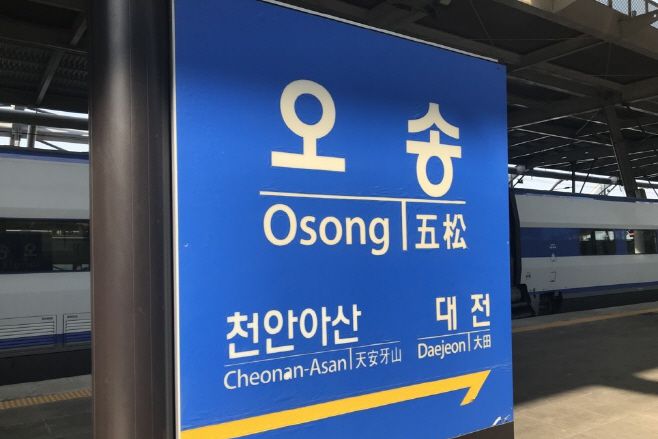 오 송
Osong | 五松
천안아산 대 전
Cheonan-Asan | 天安牙山 Daejeon | 大田